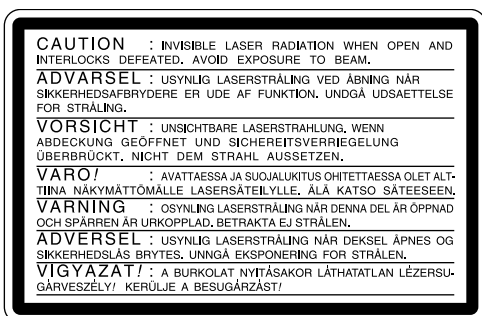 CAUTION : INVISIBLE LASER RADIATION WHEN OPEN AND
INTERLOCKS DEFEATED. AVOID EXPOSURE TO BEAM.
ADVARSEL : USYNLIG LASERSTRÅLING VED ÅBNING NÅR
SIKKERHEDSAFBRYDERE ER UDE AF FUNKTION. UNDGÅ UDSAETTELSE
FOR STRÅLING.
VORSICHT : UNSICHTBARE LASERSTRAHLUNG, WENN
ABDECKUNG GEÖFFNET UND SICHEREITSVERRIEGELUNG
ÜBERBRÜCKT. NICHT DEM STRAHL AUSSETZEN.
VARO! : AVATTAESSA JA SUOJALUKITUS OHITETTAESSA OLET ALT-
TIINA NÄKYMÄTTÖMÄLLE LASERSÄTEILYLLE. ÄLÄ KATSO SÄTEESEEN.
VARNING : OSYNLING LASERSTRÅLING NÄR DENNA DEL ÄR ÖPPNAD
OCH SPÄRREN ÄR URKOPPLAD. BETRAKTA EJ STRÅLEN.
ADVERSEL : USYNLIG LASERSTRÅLING NÅR DEKSEL ÅPNES OG
SIKKERHEDSLÅS BRYTES. UNNGÅ EKSPONERING FOR STRÅLEN.
VIGYAZAT! : A BURKOLAT NYITÁSAKOR LÁTHATATLAN LÉZERSU-
GÁRVESZÉLY! KERÜLJE A BESUGÁRZÁST!